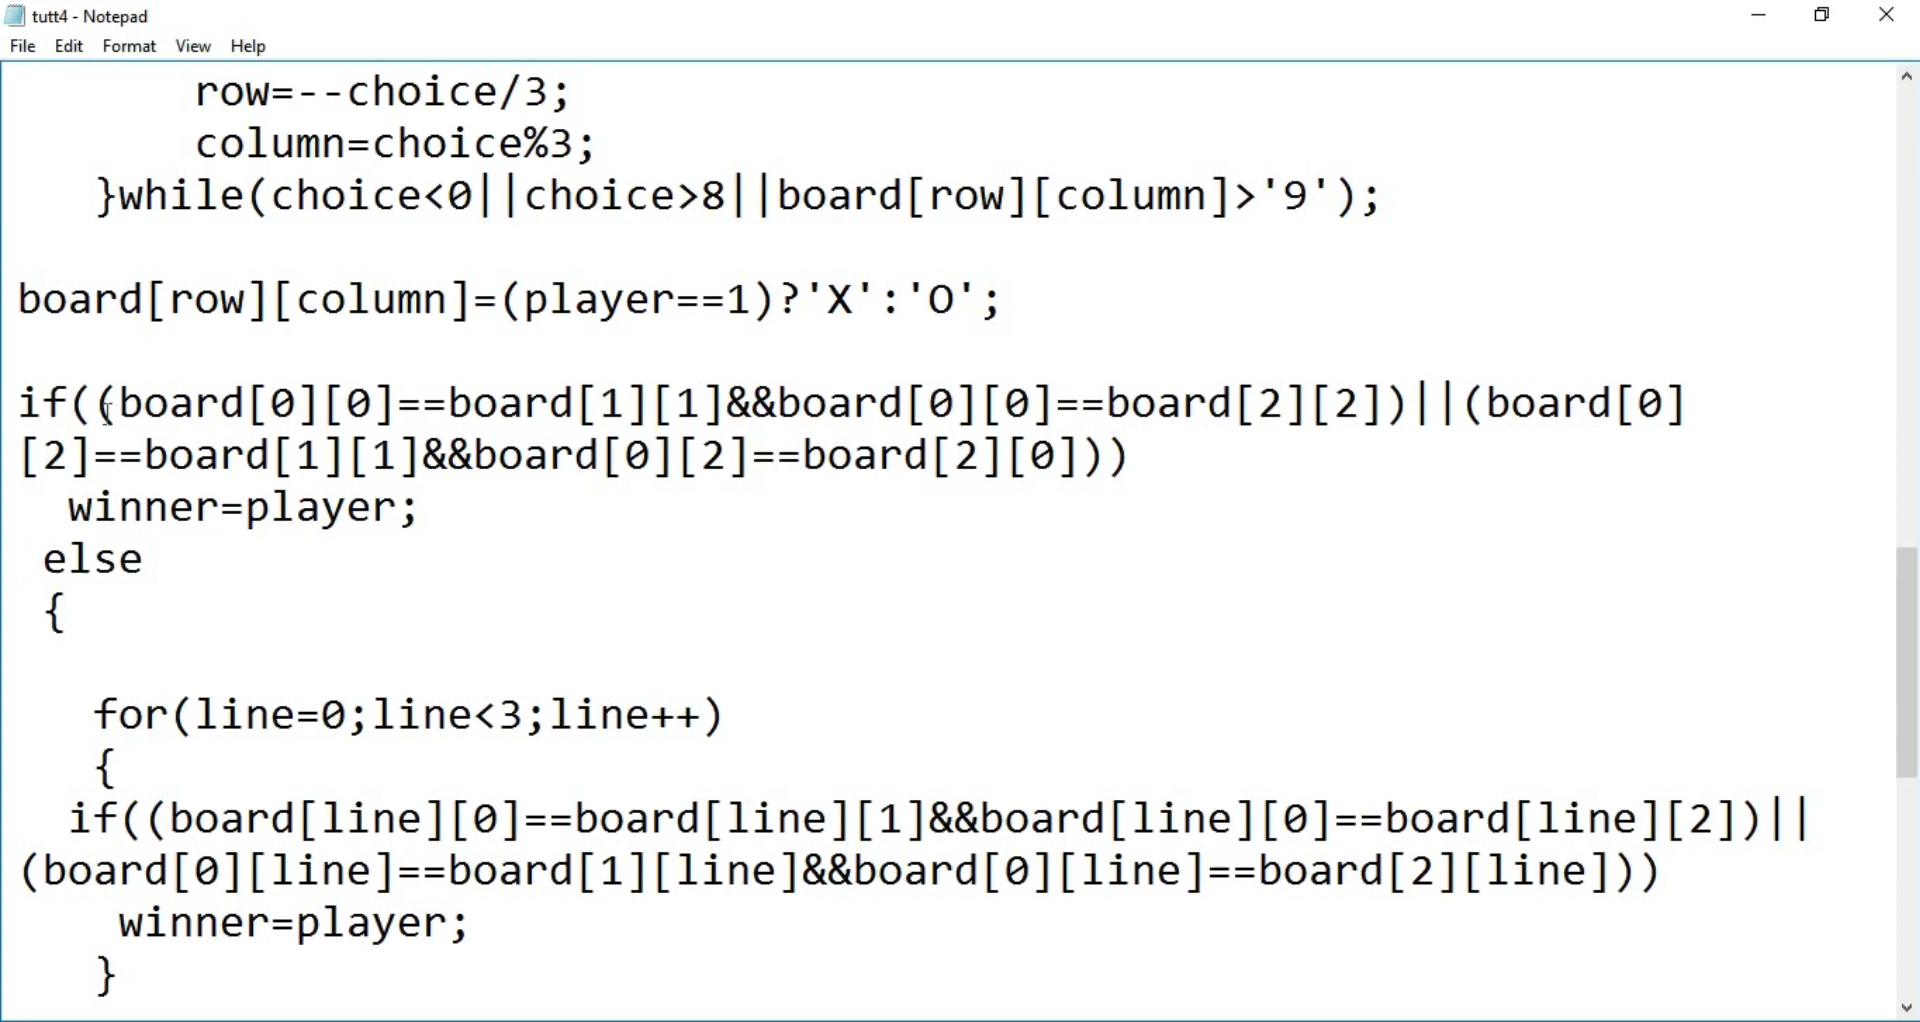 tutt4 - Notepad
File Edit Format View Help
row=--choice/3;
column=choice%3;
}while(choice<0||choice>8||board[row][column]>'9');
board[row][column]=(player==1)?'X':'O';
if((board[0][0]==board[1][1]&&board[0][0]==board[2][2])||(board[0]
[2]==board[1][1]&&board[0][2]==board[2][0]))
winner=player;
else
{
for(line=0;line<3;line++)
{
if((board[line][0]==board[line][1]&&board[line][0]==board[line][2])||
(board[0][line]==board[1][line]&&board[0][line]==board[2][line]))
winner=player;
}